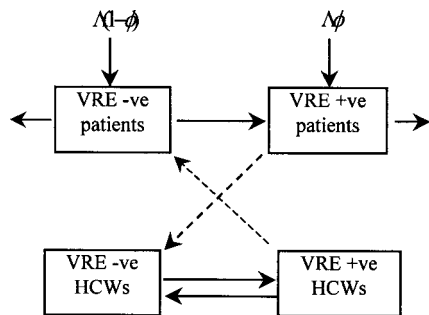 Λ(1-ϕ) Λϕ
VRE -ve
patients
VRE +ve
patients
VRE -ve
HCWs
VRE +ve
HCWs